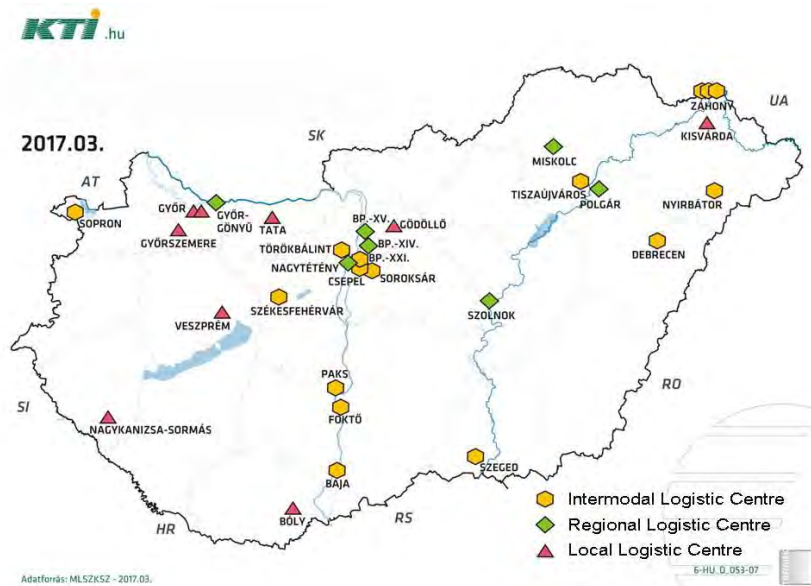 KTI.hu
2017.03.
SK
UA
AT
RO
SI
HR
RS
ZÁHONY
KISVÁRDA
MISKOLC
TISZAÚJVÁROS
POLGÁR
NYIRBÁTOR
DEBRECEN
SOPRON
GYŐR
GYŐR-
GÖNYŰ
GYŐRSZEMERE
TATA
BP.-XV.
GÖDÖLLŐ
BP.-XIV.
TÖRÖKBÁLINT
BP.-XXI.
NAGYTÉTÉNY
CSEPEL
SOROKSÁR
SZÉKESFEHÉRVÁR
SZOLNOK
VESZPRÉM
PAKS
FOKTŐ
NAGYKANIZSA-SORMÁS
SZEGED
BAJA
BÓLY
Intermodal Logistic Centre
Regional Logistic Centre
Local Logistic Centre
Adatforrás: MLSZKSZ - 2017.03.
6-HU_0_053-07